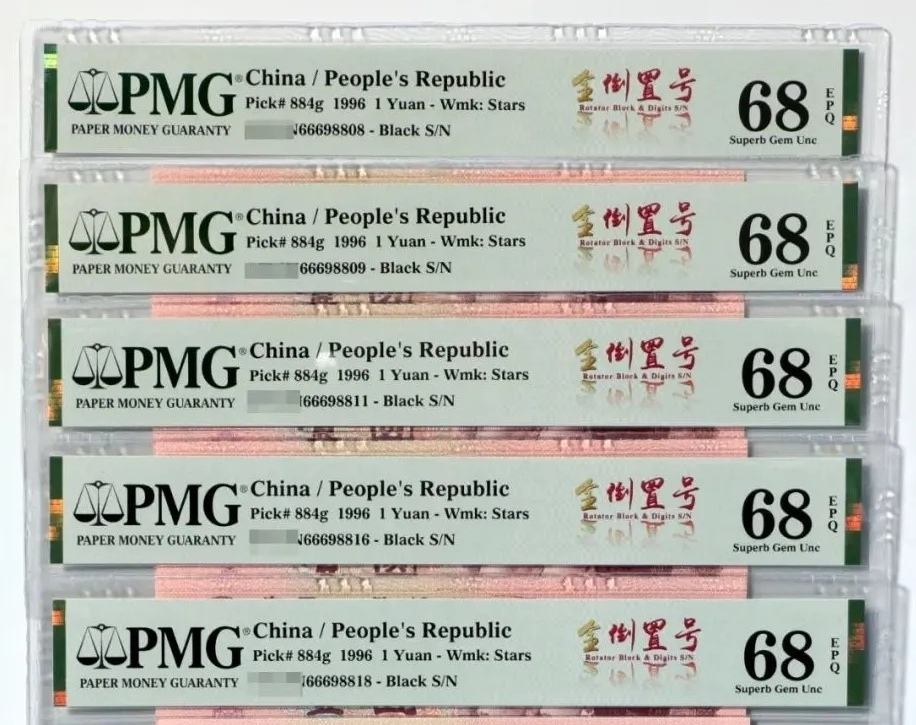 PMG® China / People's Republic 全倒置号 68 EPQ
Pick# 884g 1996 1 Yuan - Wmk: Stars Rotator Block & Digits S/N
PAPER MONEY GUARANTY 66698808 - Black S/N Superb Gem Unc
PMG® China / People's Republic 全倒置号 68 EPQ
Pick# 884g 1996 1 Yuan - Wmk: Stars Rotator Block & Digits S/N
PAPER MONEY GUARANTY 66698809 - Black S/N Superb Gem Unc
PMG® China / People's Republic 全倒置号 68 EPQ
Pick# 884g 1996 1 Yuan - Wmk: Stars Rotator Block & Digits S/N
PAPER MONEY GUARANTY 66698811 - Black S/N Superb Gem Unc
PMG® China / People's Republic 全倒置号 68 EPQ
Pick# 884g 1996 1 Yuan - Wmk: Stars Rotator Block & Digits S/N
PAPER MONEY GUARANTY 66698816 - Black S/N Superb Gem Unc
PMG® China / People's Republic 全倒置号 68 EPQ
Pick# 884g 1996 1 Yuan - Wmk: Stars Rotator Block & Digits S/N
PAPER MONEY GUARANTY 66698818 - Black S/N Superb Gem Unc